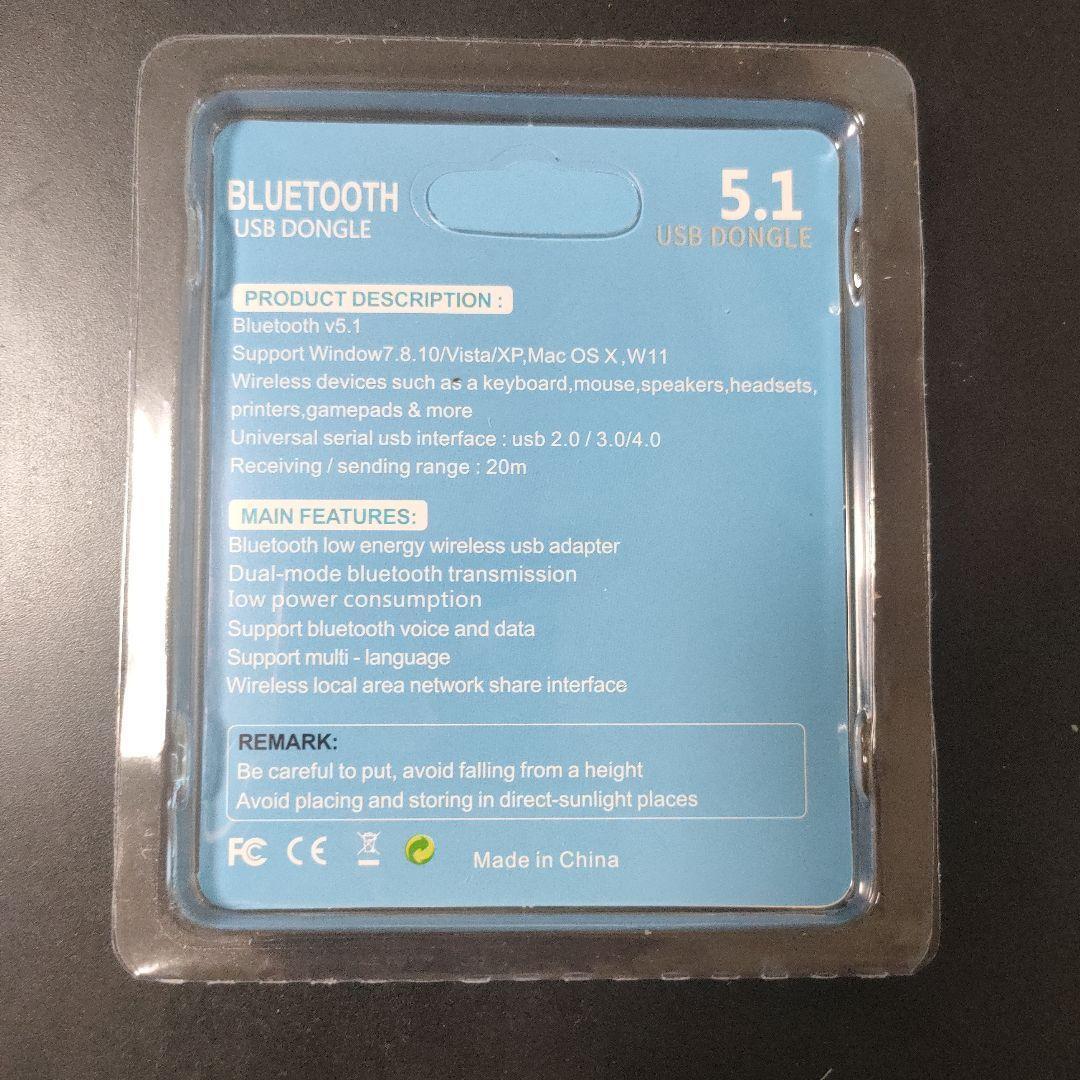 BLUETOOTH
USB DONGLE
5.1
USB DONGLE
PRODUCT DESCRIPTION :
Bluetooth v5.1
Support Window7.8.10/Vista/XP,Mac OS X ,W11
Wireless devices such as a keyboard,mouse,speakers,headsets,
printers,gamepads & more
Universal serial usb interface : usb 2.0 / 3.0/4.0
Receiving / sending range : 20m
MAIN FEATURES:
Bluetooth low energy wireless usb adapter
Dual-mode bluetooth transmission
low power consumption
Support bluetooth voice and data
Support multi - language
Wireless local area network share interface
REMARK:
Be careful to put, avoid falling from a height
Avoid placing and storing in direct-sunlight places
FC CE Made in China